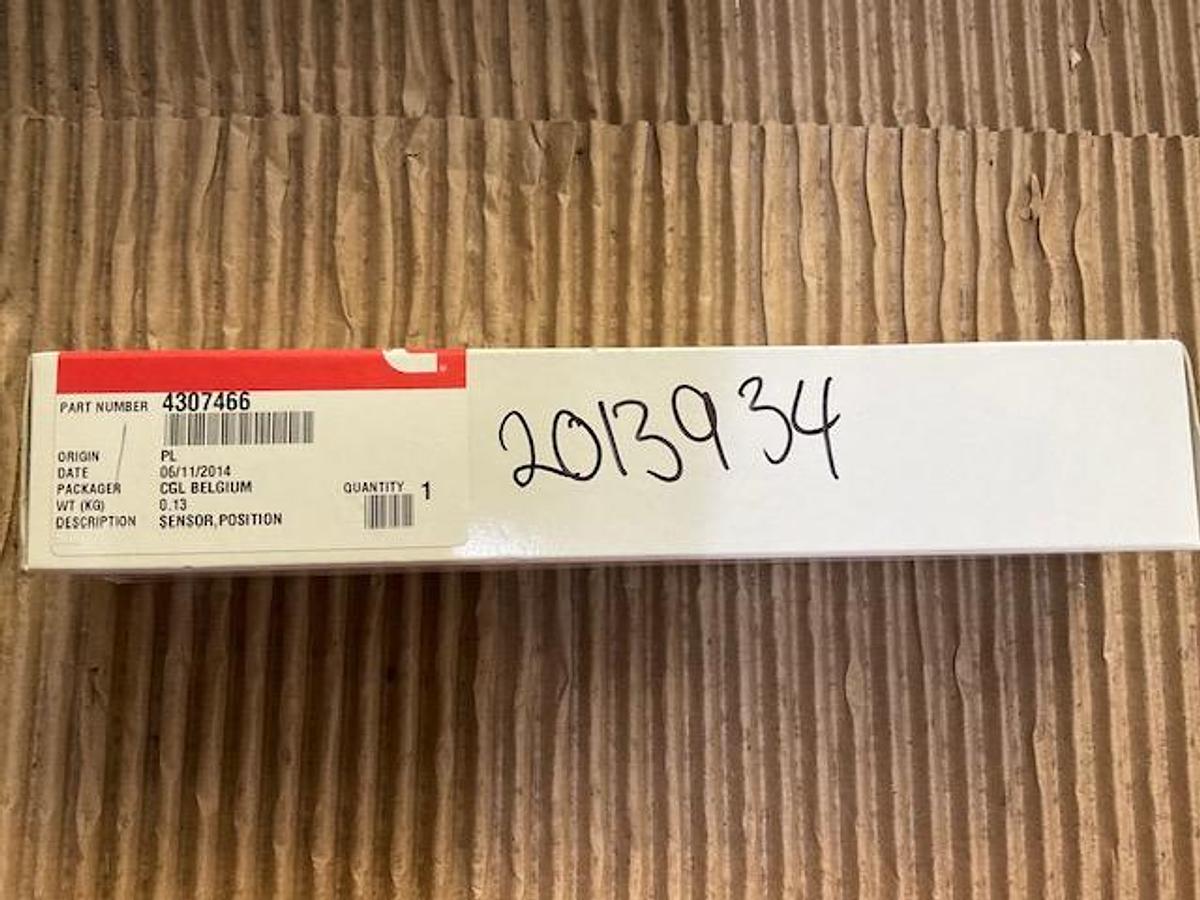 PART NUMBER 4307466
ORIGIN PL
DATE 06/11/2014
PACKAGER CGL BELGIUM
WT (KG) 0.13
DESCRIPTION SENSOR,POSITION
QUANTITY 1
2013934